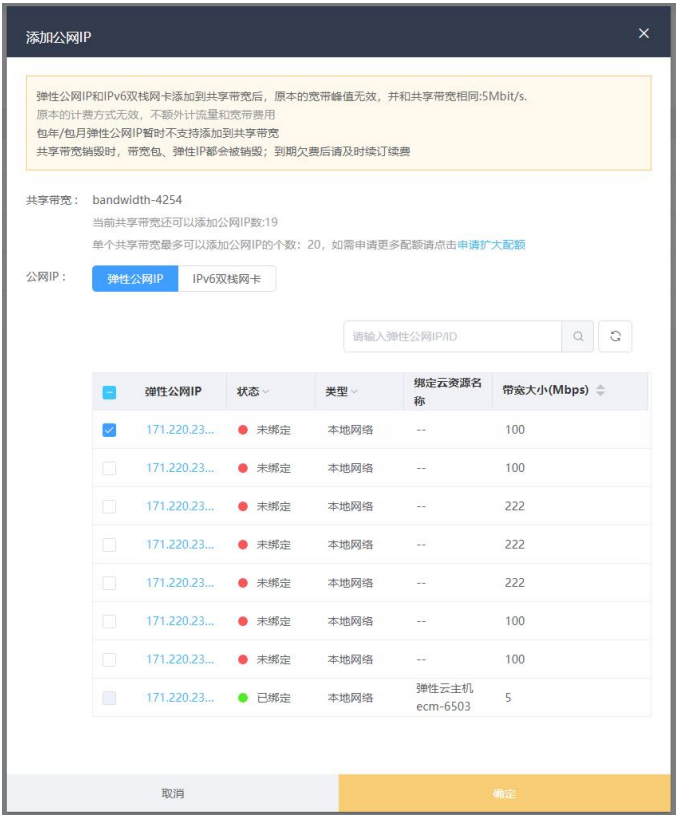 添加公网IP
弹性公网IP和IPv6双栈网卡添加到共享带宽后，原本的宽带峰值无效，并和共享带宽相同:5Mbit/s.
原本的计费方式无效，不额外计流量和宽带费用
包年/包月弹性公网IP暂时不支持添加到共享带宽
共享带宽销毁时，带宽包、弹性IP都会被销毁；到期欠费后请及时续订续费
共享带宽： bandwidth-4254
当前共享带宽还可以添加公网IP数:19
单个共享带宽最多可以添加公网IP的个数：20，如需申请更多配额请点击申请扩大配额
公网IP： 弹性公网IP IPv6双栈网卡
请输入弹性公网IP/ID
弹性公网IP 状态 类型 绑定云资源名称 带宽大小(Mbps)
171.220.23... 未绑定 本地网络 -- 100
171.220.23... 未绑定 本地网络 -- 100
171.220.23... 未绑定 本地网络 -- 222
171.220.23... 未绑定 本地网络 -- 222
171.220.23... 未绑定 本地网络 -- 222
171.220.23... 未绑定 本地网络 -- 100
171.220.23... 未绑定 本地网络 -- 100
171.220.23... 已绑定 本地网络 弹性云主机 ecm-6503 5
取消 确定